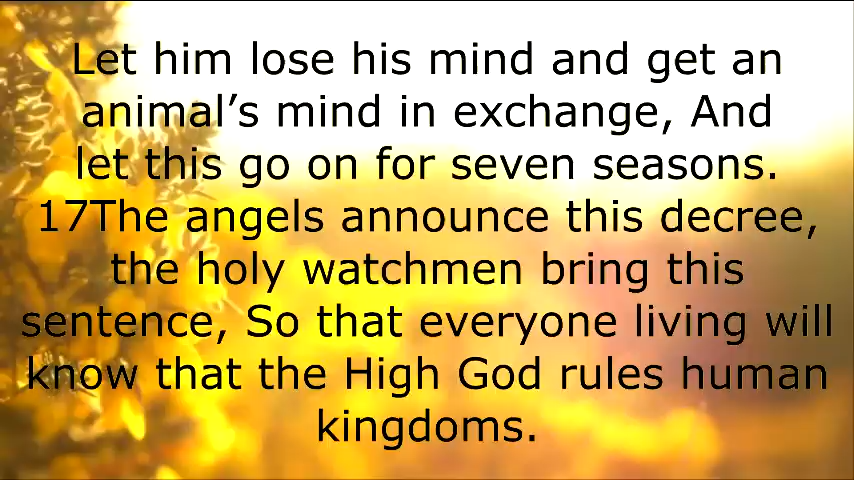 Let him lose his mind and get an
animal’s mind in exchange, And
let this go on for seven seasons.
17The angels announce this decree,
the holy watchmen bring this
sentence, So that everyone living will
know that the High God rules human
kingdoms.